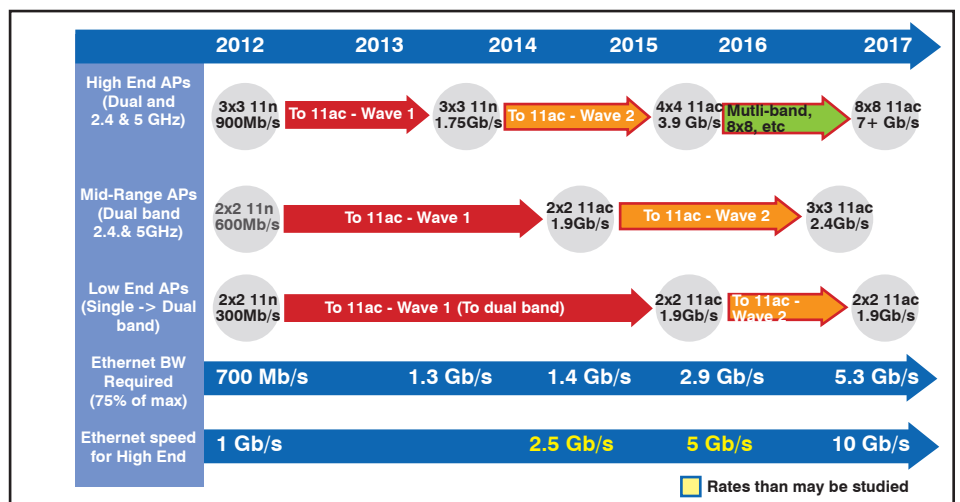 2012 2013 2014 2015 2016 2017
High End APs
(Dual and
2.4 & 5 GHz)
3x3 11n
900Mb/s
To 11ac - Wave 1
3x3 11n
1.75Gb/s
To 11ac - Wave 2
4x4 11ac
3.9 Gb/s
Mutli-band,
8x8, etc
8x8 11ac
7+ Gb/s
Mid-Range APs
(Dual band
2.4.& 5GHz)
2x2 11n
600Mb/s
To 11ac - Wave 1
2x2 11ac
1.9Gb/s
To 11ac - Wave 2
3x3 11ac
2.4Gb/s
Low End APs
(Single -> Dual
band)
2x2 11n
300Mb/s
To 11ac - Wave 1 (To dual band)
2x2 11ac
1.9Gb/s
To 11ac -
Wave 2
2x2 11ac
1.9Gb/s
Ethernet BW
Required
(75% of max)
700 Mb/s 1.3 Gb/s 1.4 Gb/s 2.9 Gb/s 5.3 Gb/s
Ethernet speed
for High End
1 Gb/s 2.5 Gb/s 5 Gb/s 10 Gb/s
Rates than may be studied